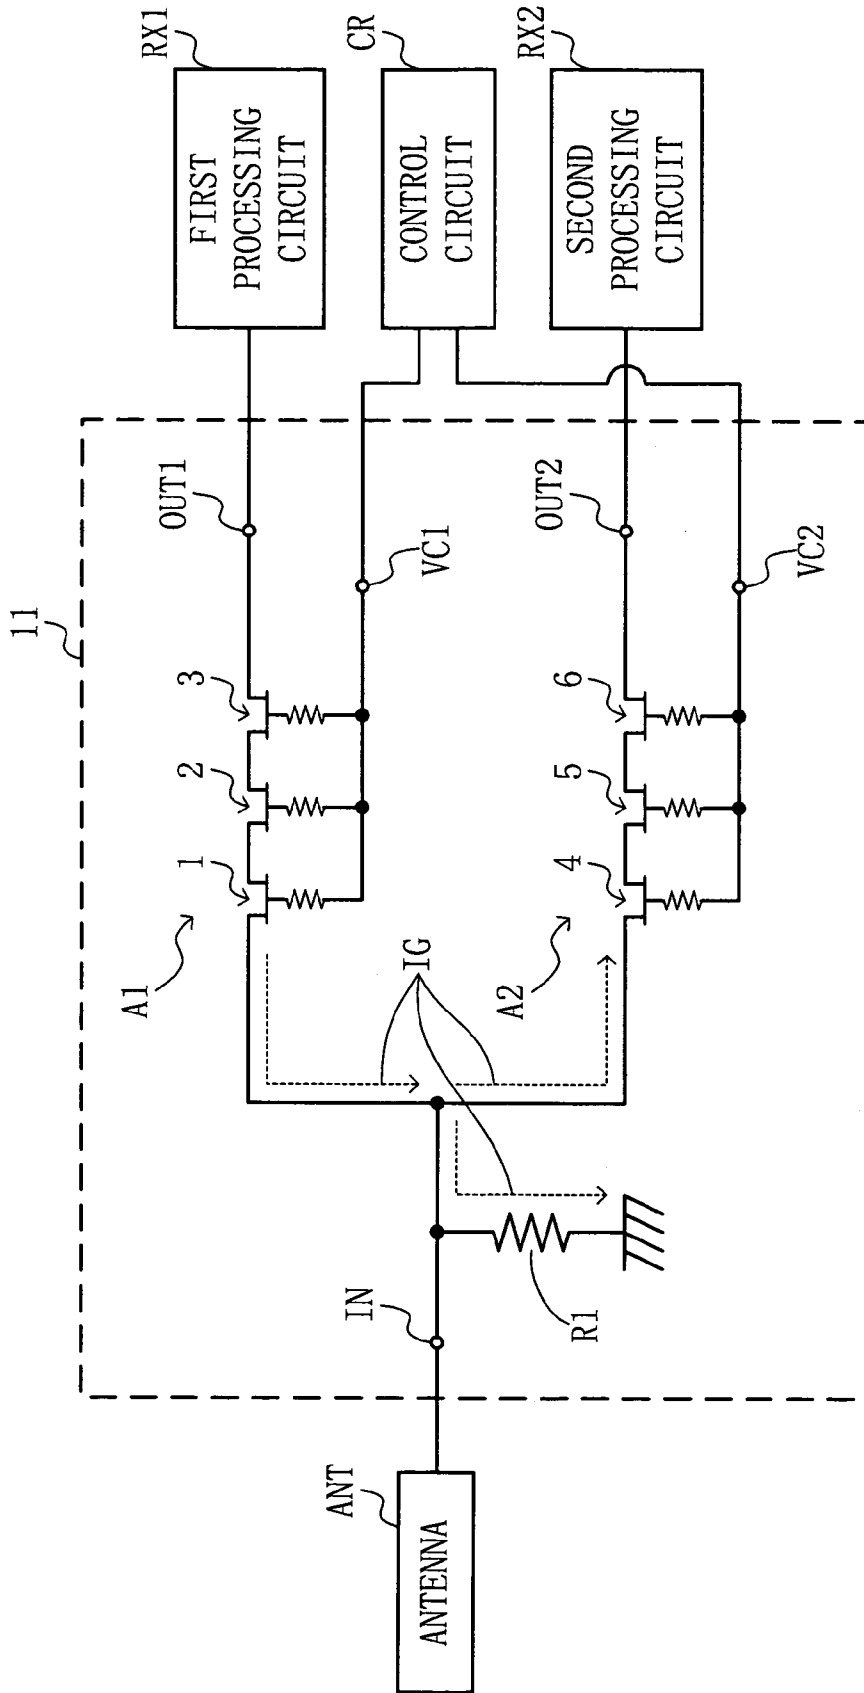 11
RX1
FIRST
PROCESSING
CIRCUIT
CR
CONTROL
CIRCUIT
RX2
SECOND
PROCESSING
CIRCUIT
OUT1
VC1
OUT2
VC2
A1
1
2
3
A2
4
5
6
IG
IN
R1
ANT
ANTENNA